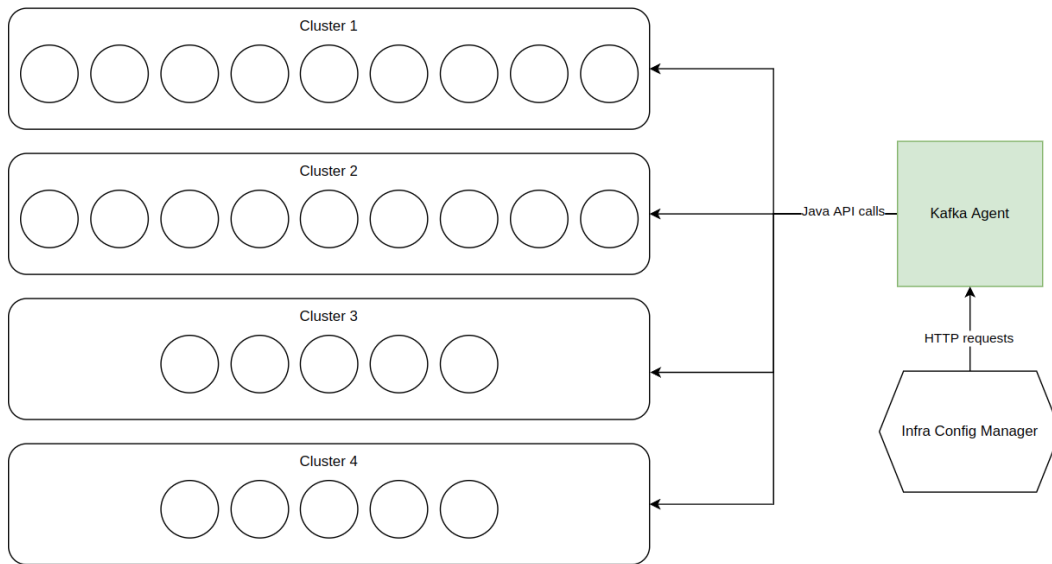 Cluster 1
Cluster 2
Java API calls
Kafka Agent
Cluster 3
HTTP requests
Infra Config Manager
Cluster 4